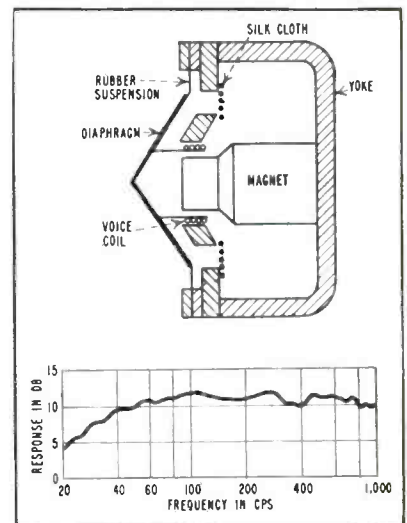 SILK CLOTH
RUBBER
SUSPENSION
YOKE
DIAPHRAGM
MAGNET
VOICE
COIL
RESPONSE IN DB
15
10
5
0
20
40
60
100
200
400
1,000
FREQUENCY IN CPS